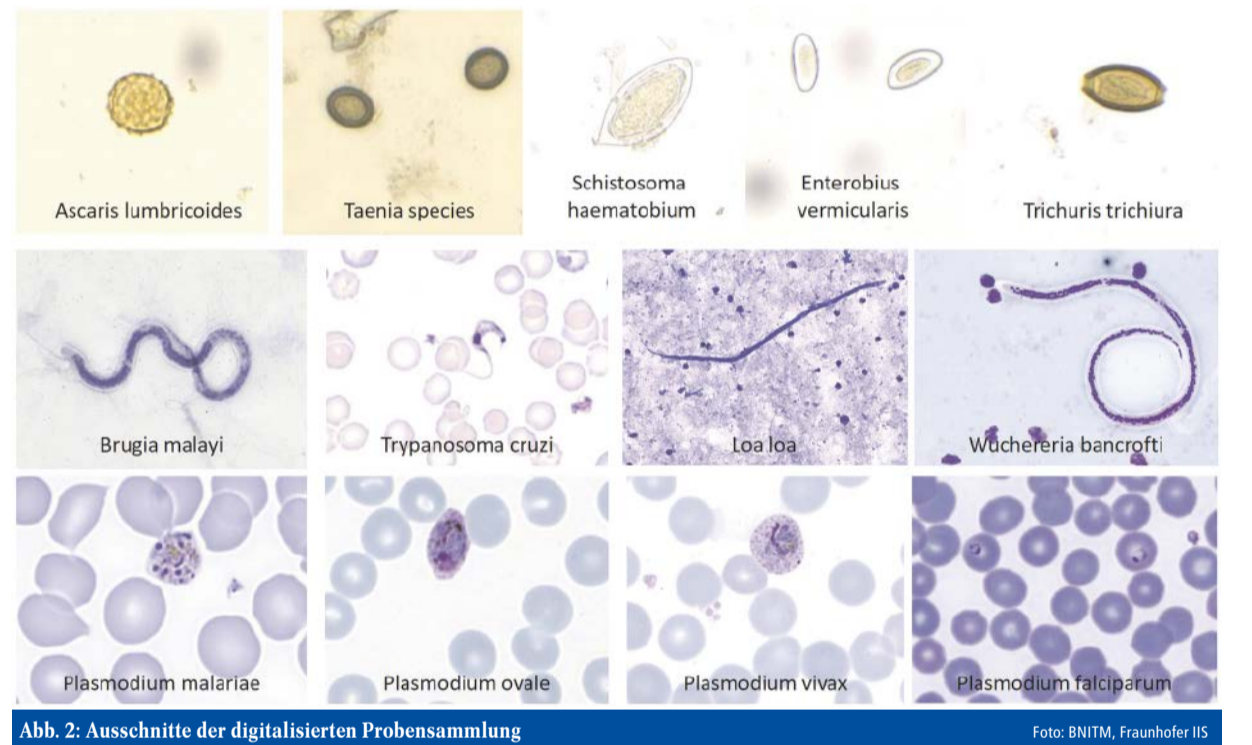 Ascaris lumbricoides
Taenia species
Schistosoma
haematobium
Enterobius
vermicularis
Trichuris trichiura
Brugia malayi
Trypanosoma cruzi
Loa loa
Wuchereria bancrofti
Plasmodium malariae
Plasmodium ovale
Plasmodium vivax
Plasmodium falciparum
Abb. 2: Ausschnitte der digitalisierten Probensammlung
Foto: BNITM, Fraunhofer IIS